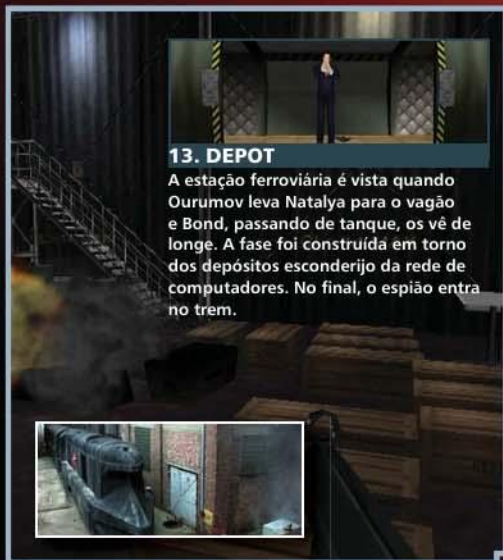 13. DEPOT
A estação ferroviária é vista quando
Ourumov leva Natalya para o vagão
e Bond, passando de tanque, os vê de
longe. A fase foi construída em torno
dos depósitos esconderijo da rede de
computadores. No final, o espião entra
no trem.